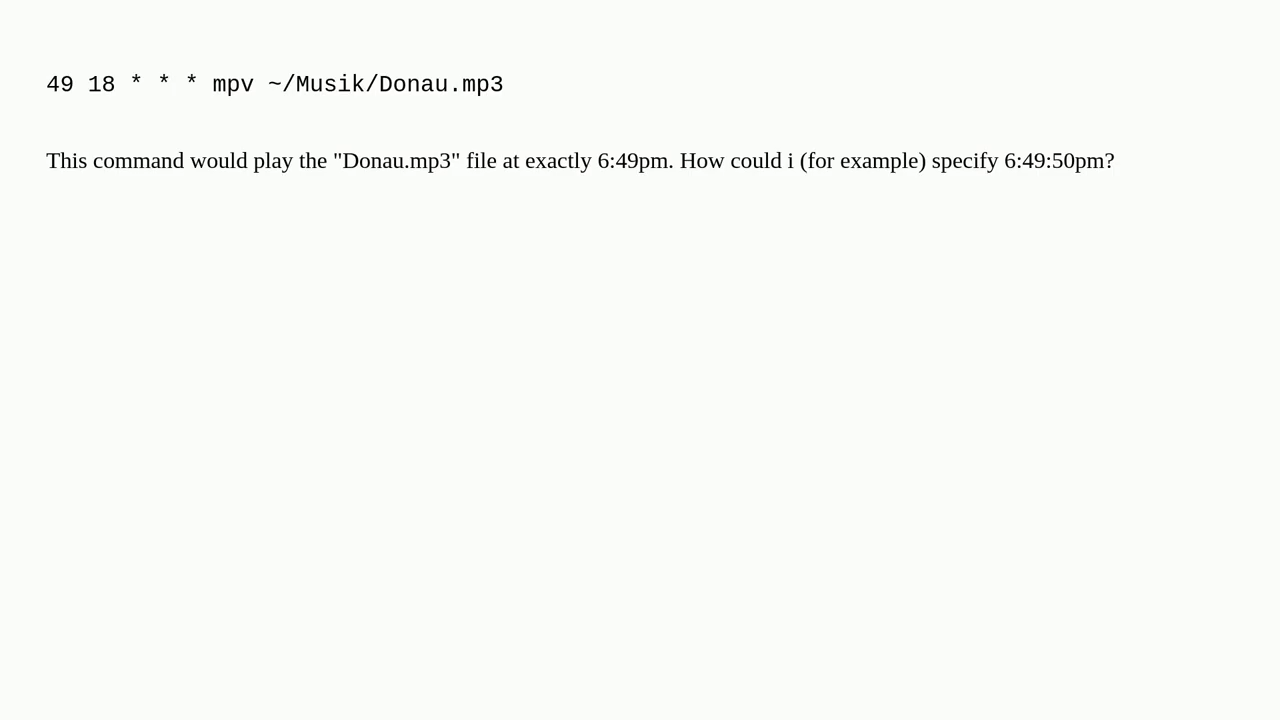 49 18 * * * mpv ~/Musik/Donau.mp3
This command would play the "Donau.mp3" file at exactly 6:49pm. How could i (for example) specify 6:49:50pm?